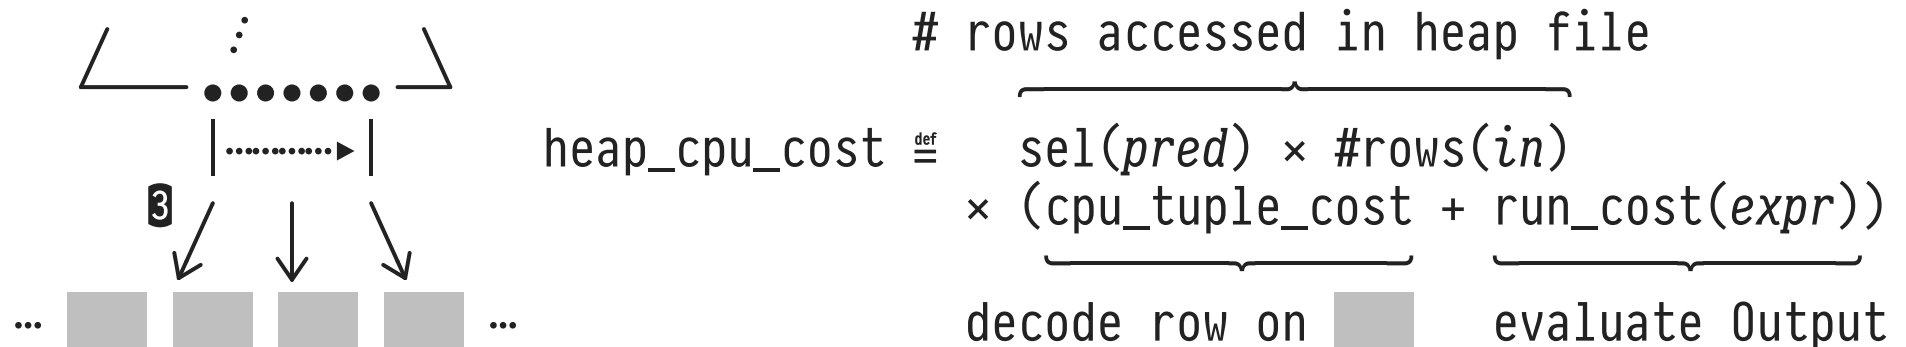 # rows accessed in heap file
heap_cpu_cost ≝ sel(pred) × #rows(in)
3
× (cpu_tuple_cost + run_cost(expr))
decode row on
evaluate Output
... ...